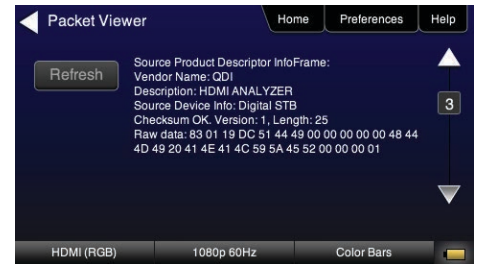 Packet Viewer
Home
Preferences
Help
Refresh
Source Product Descriptor InfoFrame:
Vendor Name: QDI
Description: HDMI ANALYZER
Source Device Info: Digital STB
Checksum OK. Version: 1, Length: 25
Raw data: 83 01 19 DC 51 44 49 00 00 00 00 00 48 44
4D 49 20 41 4E 41 4C 59 5A 45 52 00 00 00 01
3
HDMI (RGB)
1080p 60Hz
Color Bars